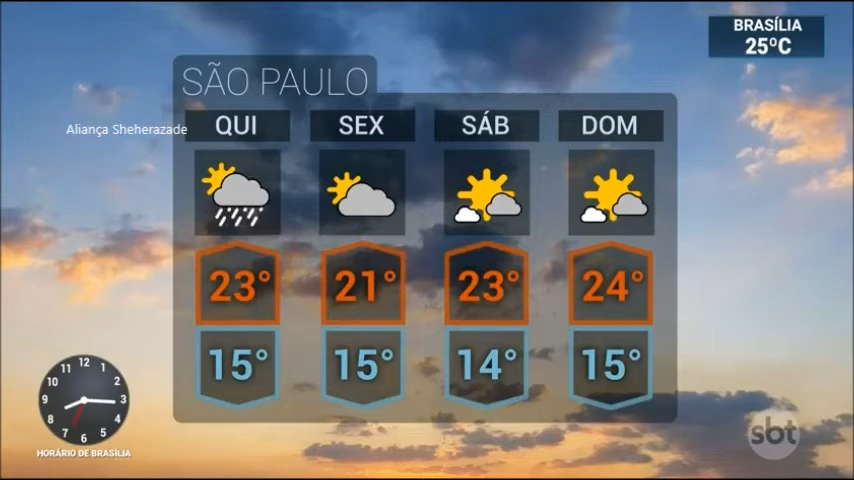 BRASÍLIA
25ºC
SÃO PAULO
Aliança Sheherazade
QUI SEX SÁB DOM
23° 21° 23° 24°
15° 15° 14° 15°
12
11 1
10 2
9 3
8 4
7 5
6
HORÁRIO DE BRASÍLIA
sbt